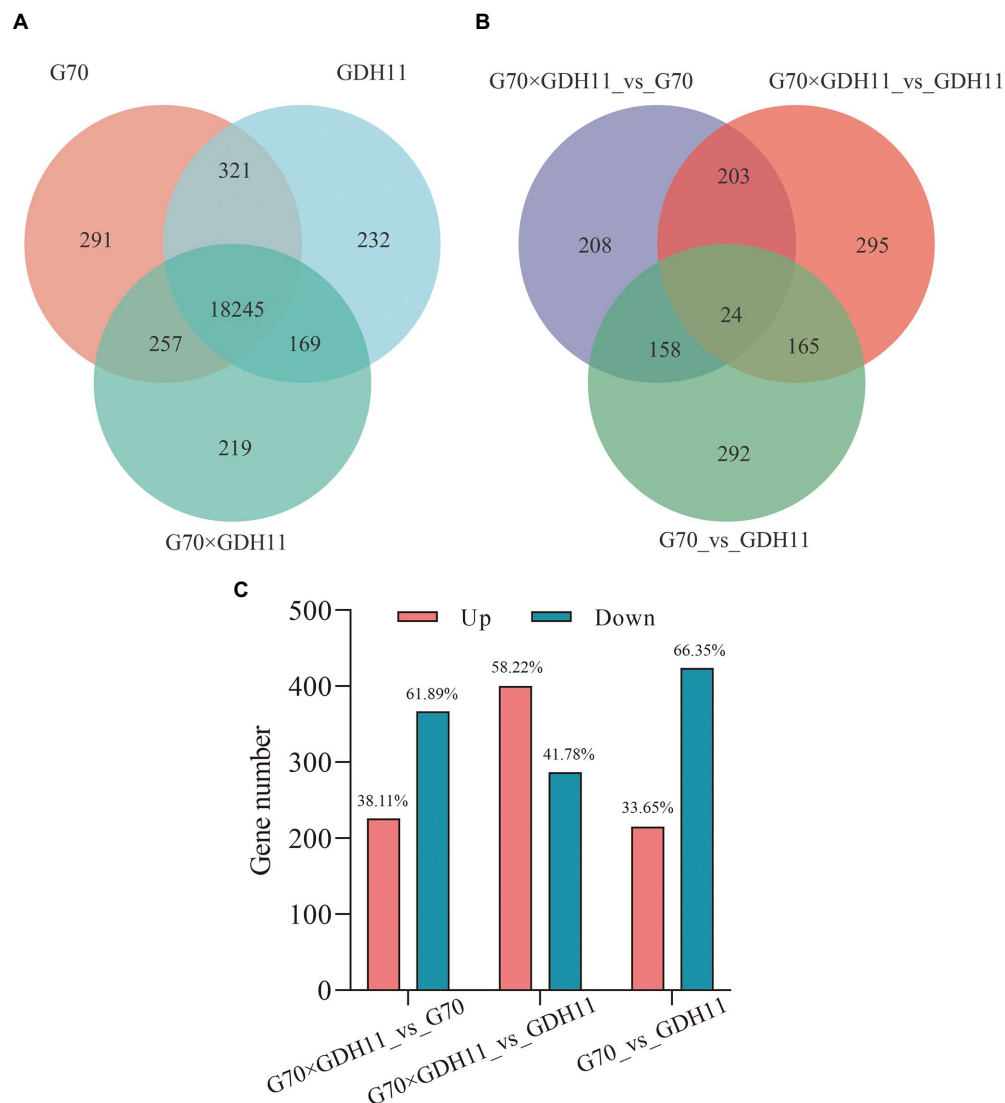 A
B
G70
GDH11
321
291
232
18245
257
169
219
G70×GDH11
G70×GDH11_vs_G70
G70×GDH11_vs_GDH11
203
208
295
24
158
165
292
G70_vs_GDH11
C
Up
Down
Gene number
500
400
300
200
100
0
38.11%
61.89%
58.22%
41.78%
33.65%
66.35%
G70×GDH11_vs_G70
G70×GDH11_vs_GDH11
G70_vs_GDH11